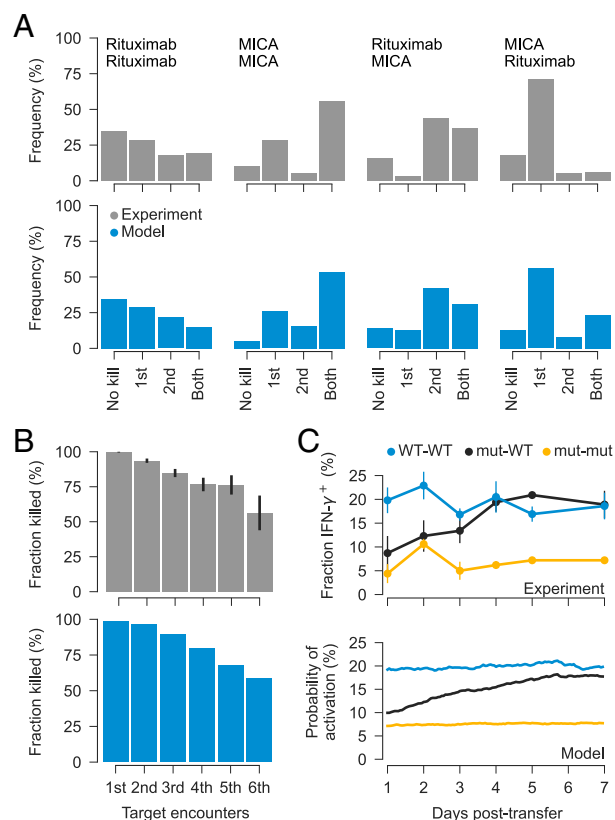 A
Rituximab
Rituximab
MICA
MICA
Rituximab
MICA
MICA
Rituximab
Frequency (%)
100
75
50
25
0
Experiment
Model
Frequency (%)
100
75
50
25
0
No kill
1st
2nd
Both
No kill
1st
2nd
Both
No kill
1st
2nd
Both
No kill
1st
2nd
Both
B
Fraction killed (%)
100
75
50
25
0
Fraction killed (%)
100
75
50
25
0
1st 2nd 3rd 4th 5th 6th
Target encounters
C
WT-WT mut-WT mut-mut
Fraction IFN-γ+ (%)
25
20
15
10
5
0
Experiment
Probability of
activation (%)
25
20
15
10
5
0
Model
1 2 3 4 5 6 7
Days post-transfer